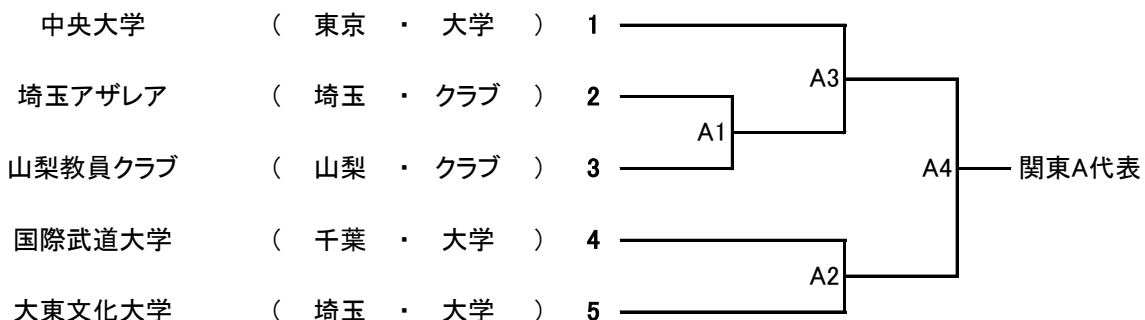 中央大学 ( 東京 ・ 大学 ) 1
A3
埼玉アザレア ( 埼玉 ・ クラブ ) 2
A1
山梨教員クラブ ( 山梨 ・ クラブ ) 3 A4 関東A代表
国際武道大学 ( 千葉 ・ 大学 ) 4
A2
大東文化大学 ( 埼玉 ・ 大学 ) 5